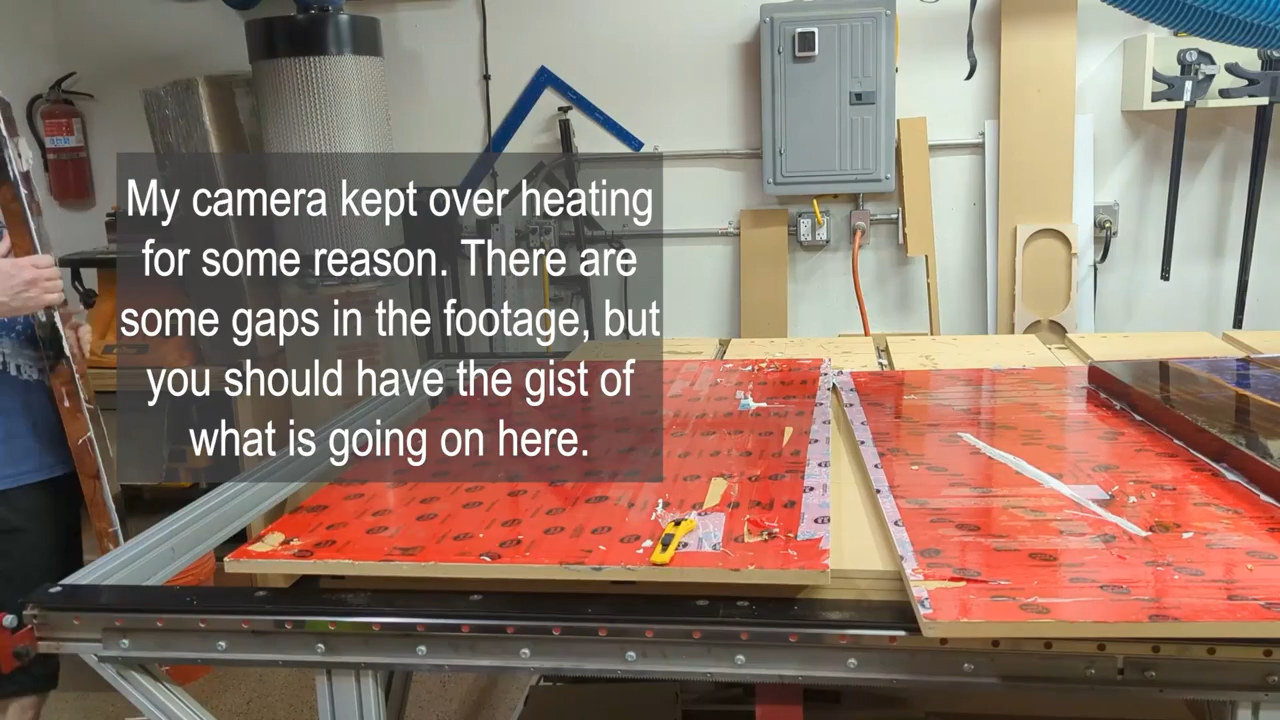 My camera kept over heating
for some reason. There are
some gaps in the footage, but
you should have the gist of
what is going on here.